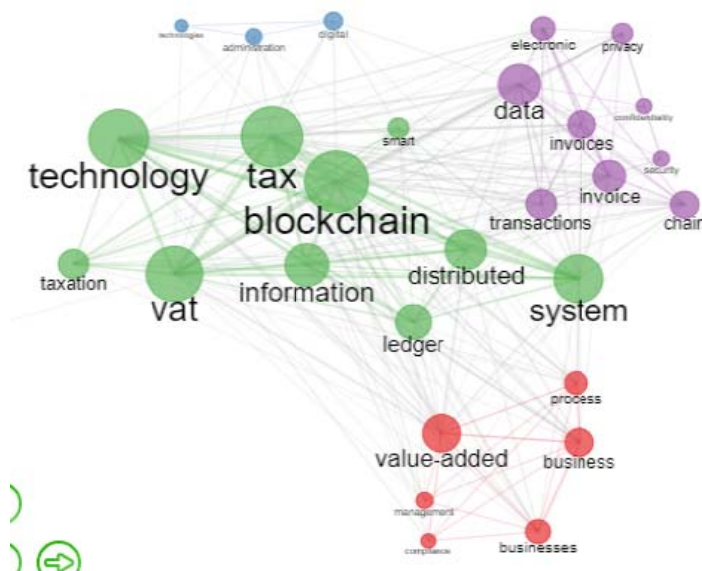 technologies
administration
digital
electronic
privacy
data
smart
invoices
security
technology
tax
blockchain
transactions
invoice
chain
taxation
vat
information
distributed
system
ledger
process
value-added
business
management
compliance
businesses